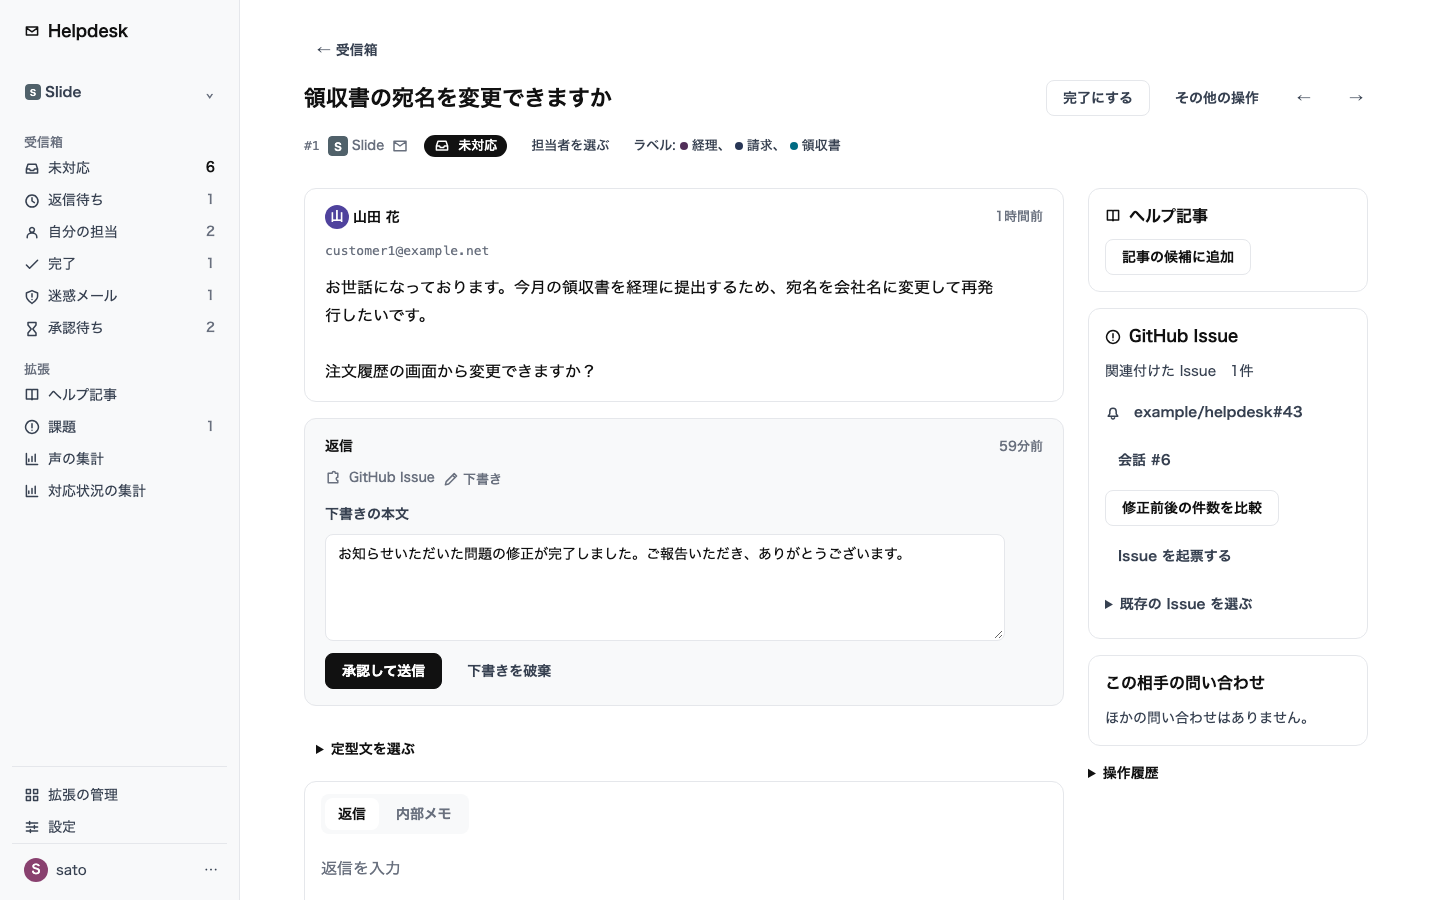 Helpdesk
S Slide
受信箱
未対応 6
返信待ち 1
自分の担当 2
完了 1
迷惑メール 1
承認待ち 2
拡張
ヘルプ記事
課題 1
声の集計
対応状況の集計
拡張の管理
設定
S sato ...
← 受信箱
領収書の宛名を変更できますか
完了にする その他の操作 ← →
#1 S Slide 未対応 担当者を選ぶ ラベル: 経理、 請求、 領収書
山 山田 花 1時間前
customer1@example.net
お世話になっております。今月の領収書を経理に提出するため、宛名を会社名に変更して再発
行したいです。
注文履歴の画面から変更できますか？
返信 59分前
GitHub Issue 下書き
下書きの本文
お知らせいただいた問題の修正が完了しました。ご報告いただき、ありがとうございます。
承認して送信 下書きを破棄
▶ 定型文を選ぶ
返信 内部メモ
返信を入力
ヘルプ記事
記事の候補に追加
GitHub Issue
関連付けた Issue 1件
example/helpdesk#43
会話 #6
修正前後の件数を比較
Issue を起票する
▶ 既存の Issue を選ぶ
この相手の問い合わせ
ほかの問い合わせはありません。
▶ 操作履歴